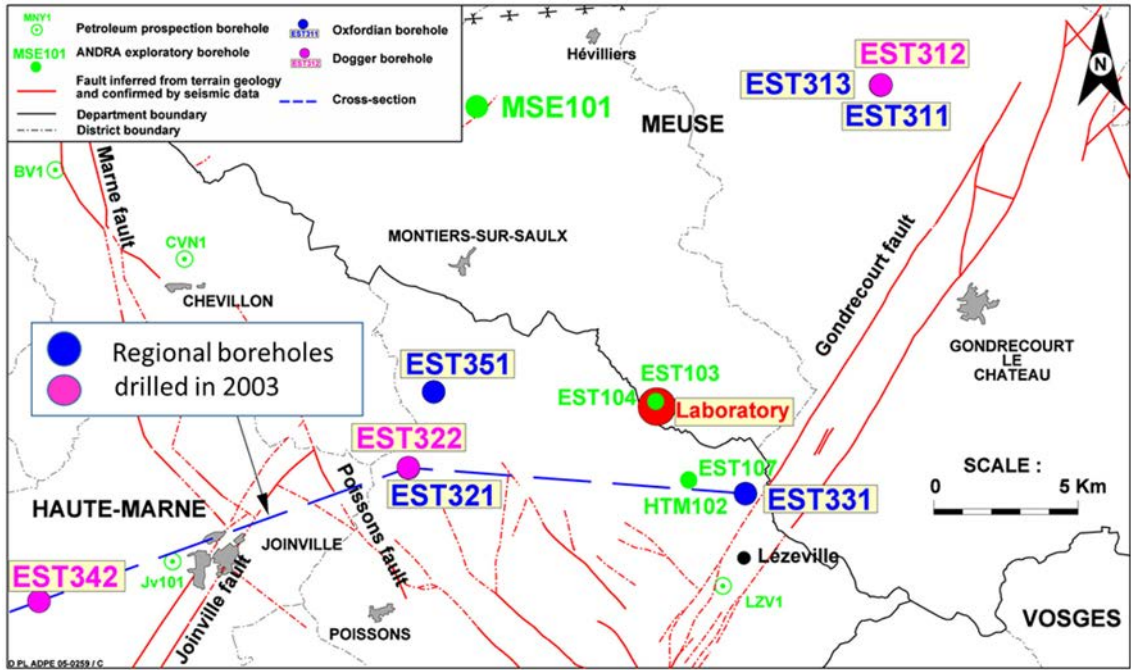 MNY1
Petroleum prospection borehole
MSE101
ANDRA exploratory borehole
Fault inferred from terrain geology
and confirmed by seismic data
Department boundary
District boundary
EST311
Oxfordian borehole
EST312
Dogger borehole
Cross-section
N
Hévilliers
MSE101
MEUSE
EST312
EST313
EST311
BV1
Marne fault
CVN1
CHEVILLON
MONTIERS-SUR-SAULX
Gondrecourt fault
GONDRECOURT
LE
CHATEAU
Regional boreholes
drilled in 2003
EST351
EST103
EST104
Laboratory
EST322
EST321
Poissons fault
EST107
HTM102
EST331
SCALE :
0 5 Km
HAUTE-MARNE
JOINVILLE
Jv101
EST342
Joinville fault
POISSONS
Lézeville
LZV1
VOSGES
D PL ADPE 05-0259 / C